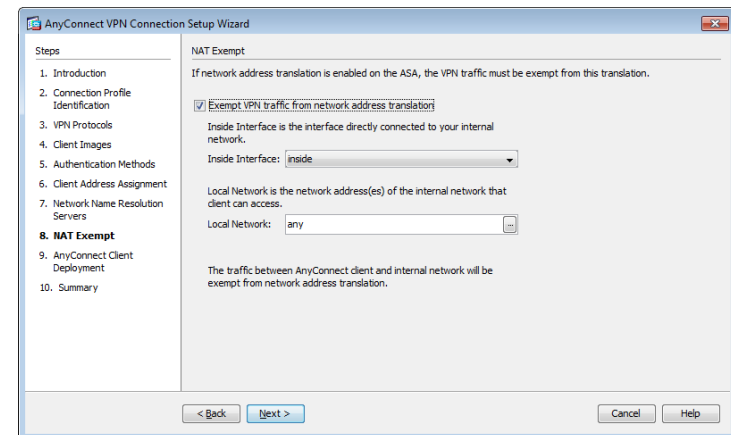 AnyConnect VPN Connection Setup Wizard
Steps
1. Introduction
2. Connection Profile
Identification
3. VPN Protocols
4. Client Images
5. Authentication Methods
6. Client Address Assignment
7. Network Name Resolution
Servers
8. NAT Exempt
9. AnyConnect Client
Deployment
10. Summary
NAT Exempt
If network address translation is enabled on the ASA, the VPN traffic must be exempt from this translation.
Exempt VPN traffic from network address translation
Inside Interface is the interface directly connected to your internal
network.
Inside Interface: inside
Local Network is the network address(es) of the internal network that
client can access.
Local Network: any
...
The traffic between AnyConnect client and internal network will be
exempt from network address translation.
< Back Next > Cancel Help